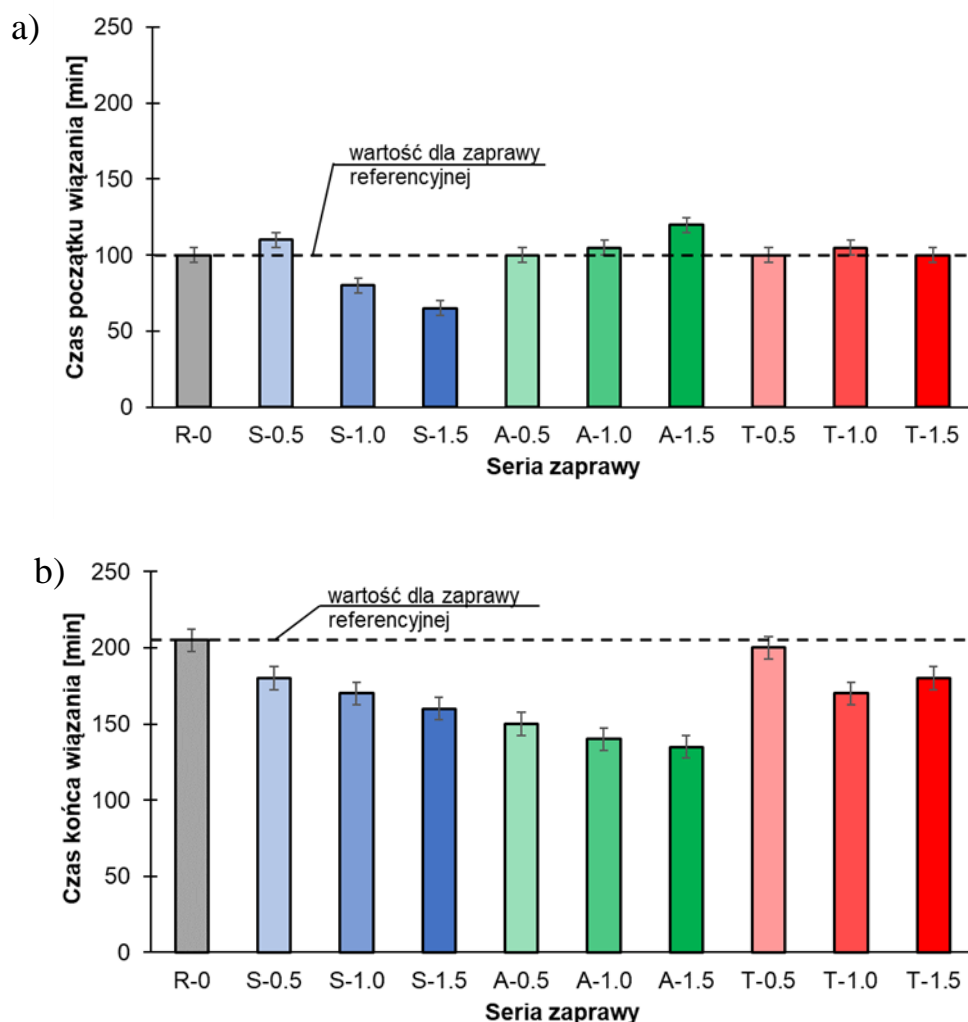 a)
Czas początku wiązania [min]
250
200
150
100
50
0
wartość dla zaprawy
referencyjnej
R-0 S-0.5 S-1.0 S-1.5 A-0.5 A-1.0 A-1.5 T-0.5 T-1.0 T-1.5
Seria zaprawy
b)
Czas końca wiązania [min]
250
200
150
100
50
0
wartość dla zaprawy
referencyjnej
R-0 S-0.5 S-1.0 S-1.5 A-0.5 A-1.0 A-1.5 T-0.5 T-1.0 T-1.5
Seria zaprawy